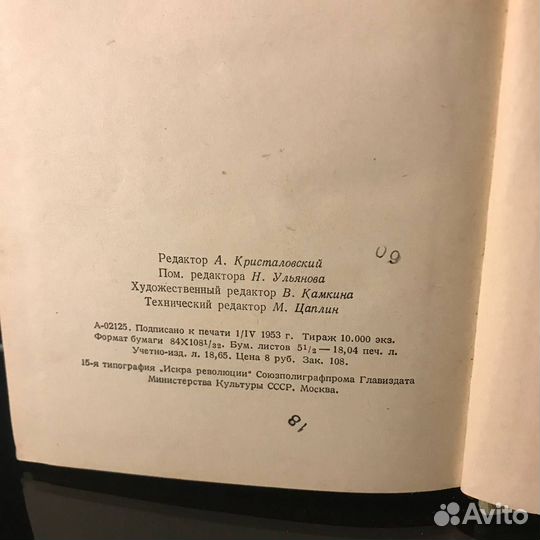 Редактор А. Кристаловский
Пом. редактора Н. Ульянова
Художественный редактор В. Камкина
Технический редактор М. Цаплин
А-02125. Подписано к печати 1/IV 1953 г. Тираж 10.000 экз.
Формат бумаги 84X108¹/₃₂. Бум. листов 5¹/₂ — 18,04 печ. л.
Учетно-изд. л. 18,65. Цена 8 руб. Зак. 108.
15-я типография „Искра революции" Союзполиграфпрома Главиздата
Министерства Культуры СССР. Москва.
18
Avito